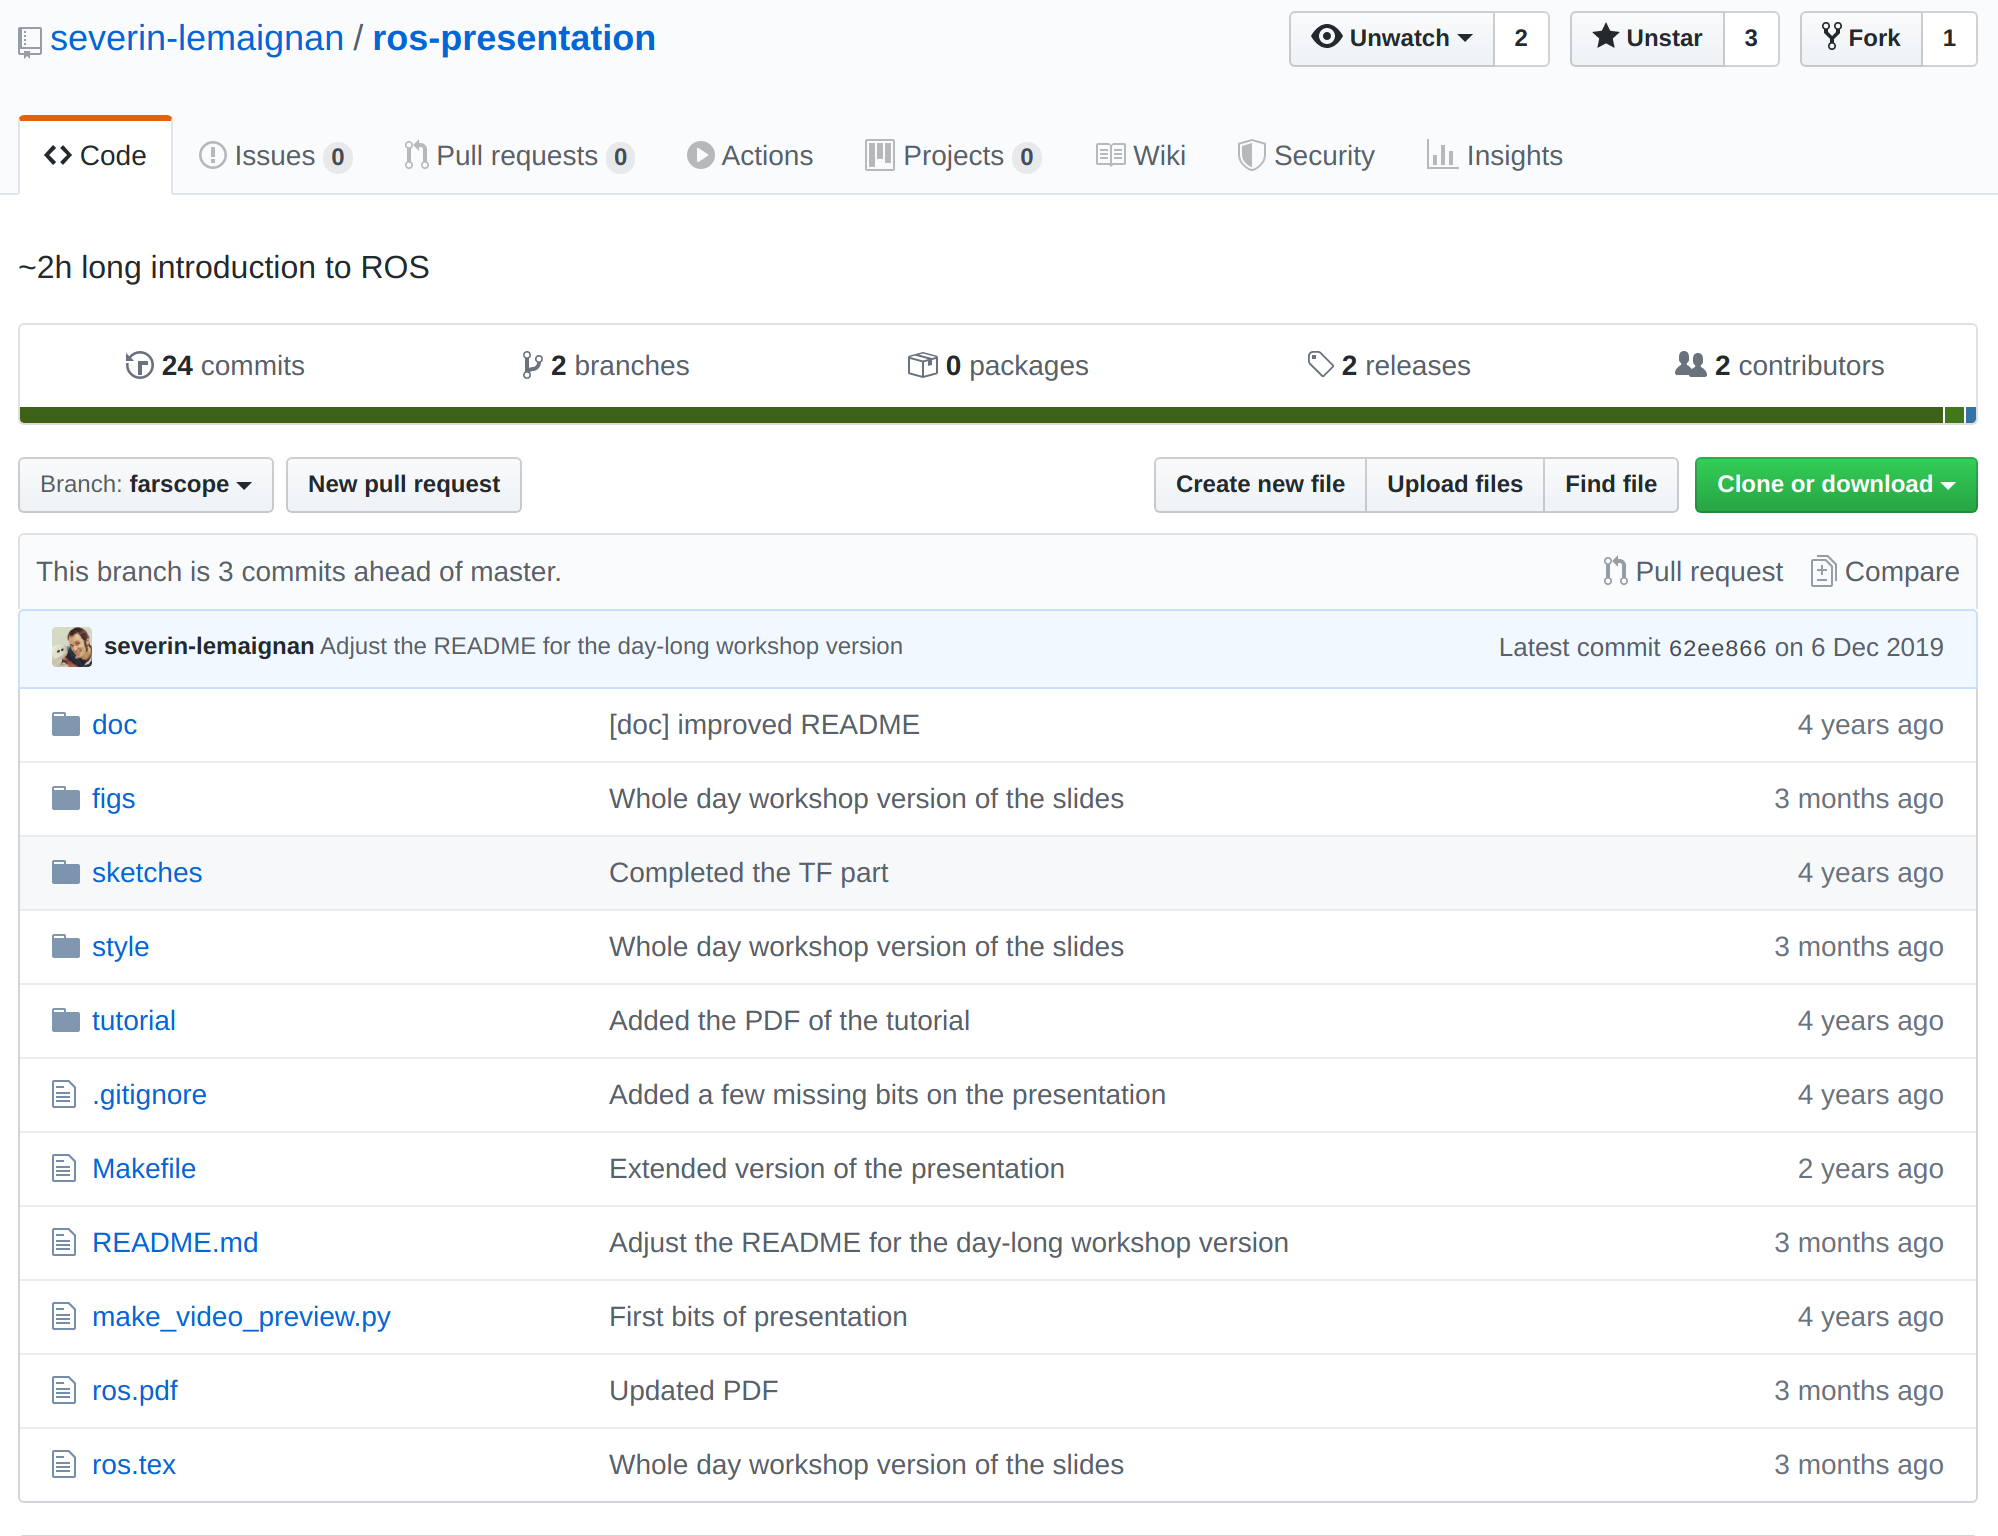 severin-lemaignan / ros-presentation
Unwatch 2 Unstar 3 Fork 1
Code Issues 0 Pull requests 0 Actions Projects 0 Wiki Security Insights
~2h long introduction to ROS
24 commits 2 branches 0 packages 2 releases 2 contributors
Branch: farscope New pull request Create new file Upload files Find file Clone or download
This branch is 3 commits ahead of master. Pull request Compare
severin-lemaignan Adjust the README for the day-long workshop version Latest commit 62ee866 on 6 Dec 2019
doc [doc] improved README 4 years ago
figs Whole day workshop version of the slides 3 months ago
sketches Completed the TF part 4 years ago
style Whole day workshop version of the slides 3 months ago
tutorial Added the PDF of the tutorial 4 years ago
.gitignore Added a few missing bits on the presentation 4 years ago
Makefile Extended version of the presentation 2 years ago
README.md Adjust the README for the day-long workshop version 3 months ago
make_video_preview.py First bits of presentation 4 years ago
ros.pdf Updated PDF 3 months ago
ros.tex Whole day workshop version of the slides 3 months ago